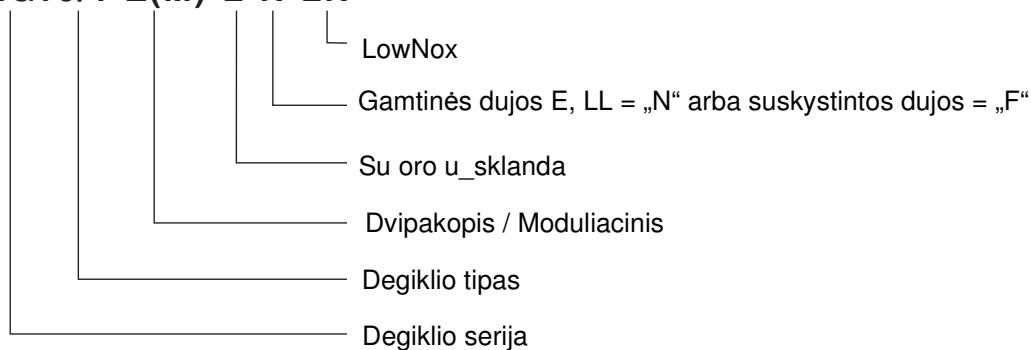 LowNox
Gamtinės dujos E, LL = „N“ arba suskystintos dujos = „F“
Su oro u_sklanda
Dvipakopis / Moduliacinis
Degiklio tipas
Degiklio serija